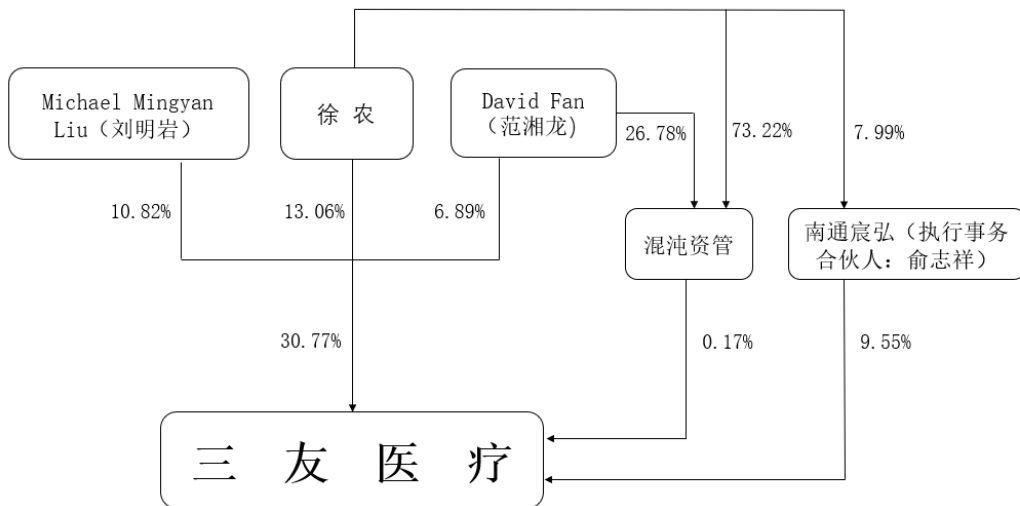 Michael Mingyan
Liu（刘明岩）
徐 农
David Fan
（范湘龙)
26.78%
73.22%
7.99%
10.82%
13.06%
6.89%
混沌资管
南通宸弘（执行事务
合伙人：俞志祥）
30.77%
0.17%
9.55%
三 友 医 疗